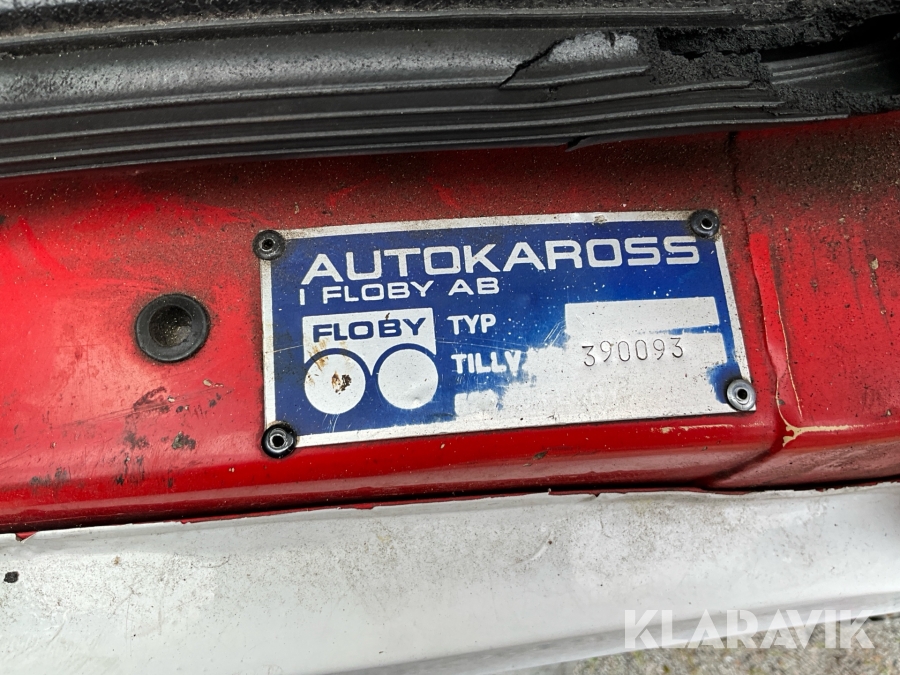 AUTOKAROSS
I FLOBY AB
FLOBY
TYP
TILLV 390093
KLARAVIK